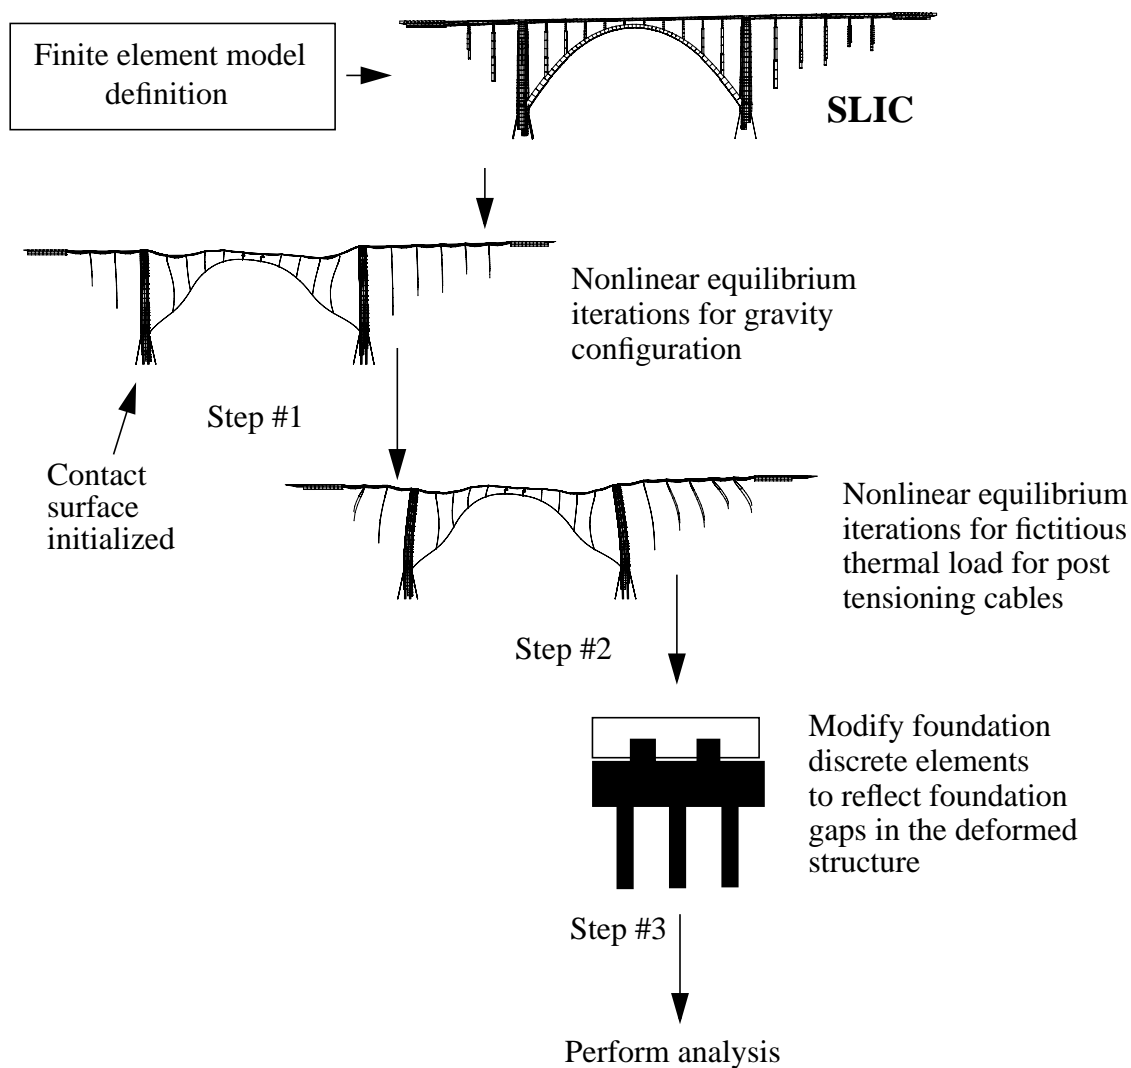 Finite element model
definition
SLIC
Nonlinear equilibrium
iterations for gravity
configuration
Step #1
Contact
surface
initialized
Nonlinear equilibrium
iterations for fictitious
thermal load for post
tensioning cables
Step #2
Modify foundation
discrete elements
to reflect foundation
gaps in the deformed
structure
Step #3
Perform analysis